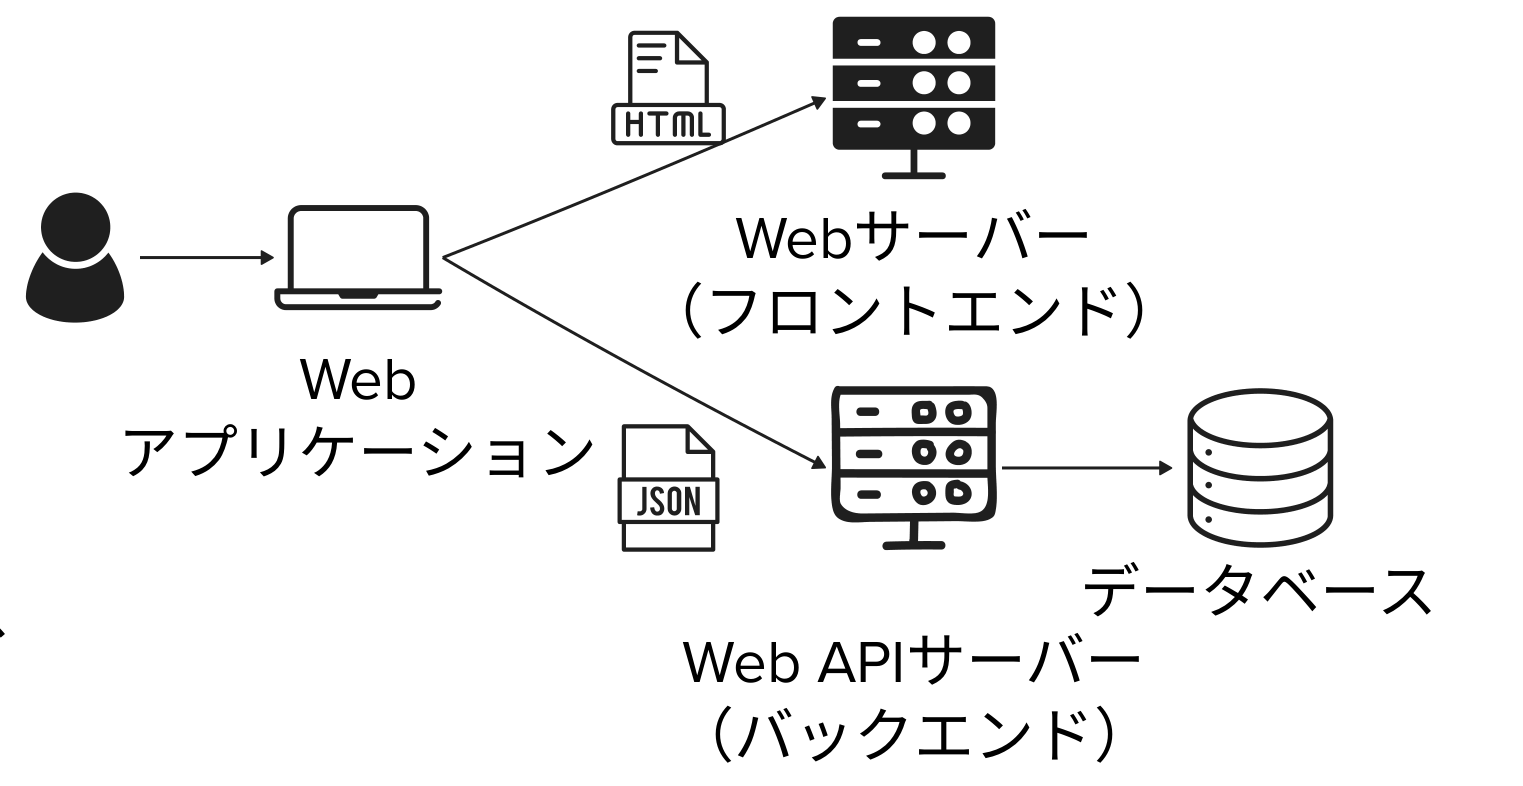 HTML
Webサーバー
（フロントエンド）
Web
アプリケーション
JSON
データベース
Web APIサーバー
（バックエンド）